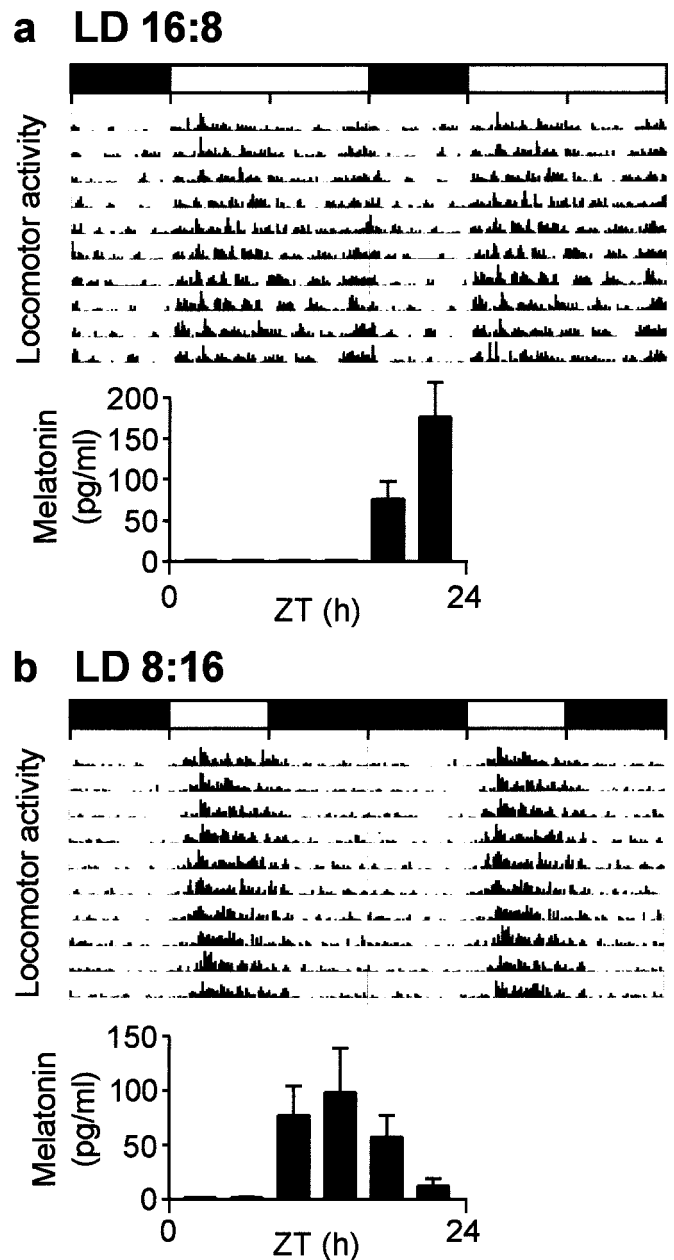 a LD 16:8
Locomotor activity
Melatonin
(pg/ml)
200
150
100
50
0
0
24
ZT (h)
b LD 8:16
Locomotor activity
Melatonin
(pg/ml)
150
100
50
0
0
24
ZT (h)